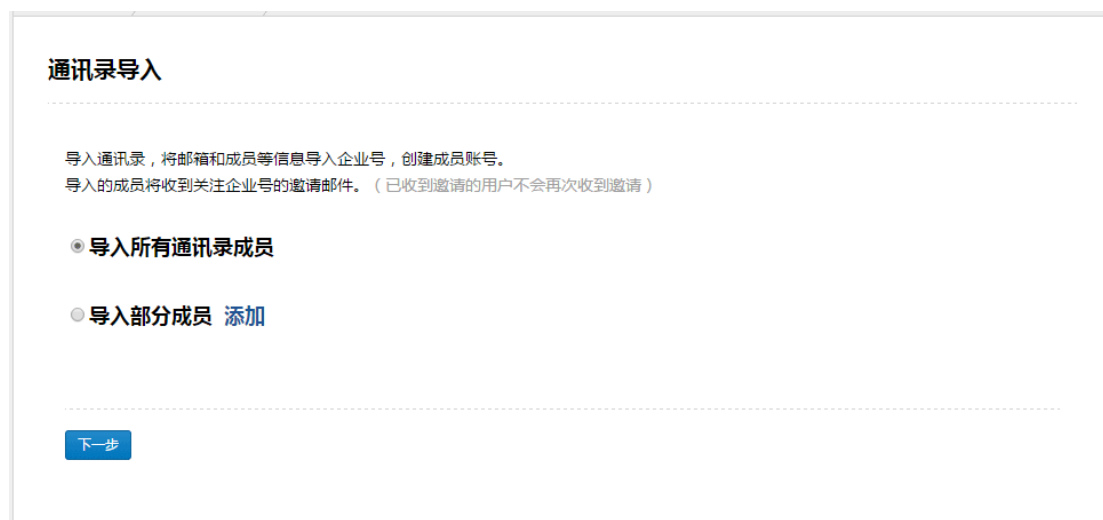 通讯录导入
导入通讯录，将邮箱和成员等信息导入企业号，创建成员账号。
导入的成员将收到关注企业号的邀请邮件。（已收到邀请的用户不会再次收到邀请）
导入所有通讯录成员
导入部分成员 添加
下一步